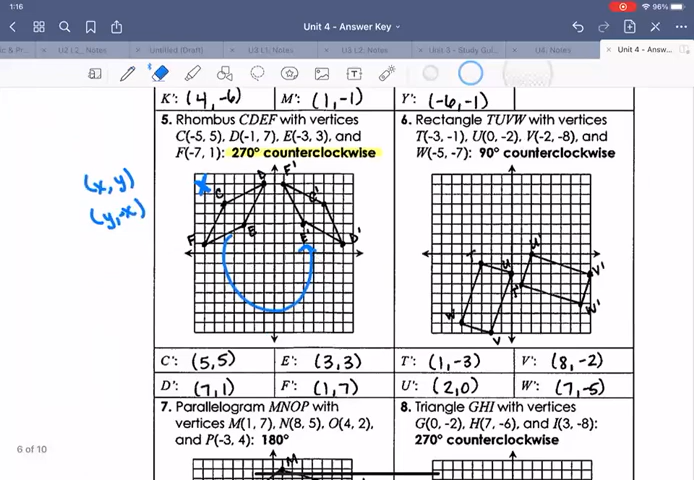 1:16
96%
Unit 4 - Answer Key
U2 L2_ Notes
Untitled (Draft)
U3 L1. Notes
U3 L2. Notes
Unit 3 - Study Gui...
U4. Notes
Unit 4 - Answ...
K': (4,-6)
M': (1,-1)
Y': (-6,-1)
5. Rhombus CDEF with vertices
C(-5, 5), D(-1, 7), E(-3, 3), and
F(-7, 1): 270° counterclockwise
6. Rectangle TUVW with vertices
T(-3, -1), U(0, -2), V(-2, -8), and
W(-5, -7): 90° counterclockwise
(x,y)
(y,-x)
D F'
C C'
E E'
F D'
T U U'
T' V'
W V W'
C': (5,5)
E': (3,3)
T': (1,-3)
V': (8,-2)
D': (7,1)
F': (1,7)
U': (2,0)
W': (7,-5)
7. Parallelogram MNOP with
vertices M(1, 7), N(8, 5), O(4, 2),
and P(-3, 4): 180°
8. Triangle GHI with vertices
G(0, -2), H(7, -6), and I(3, -8):
270° counterclockwise
6 of 10
M